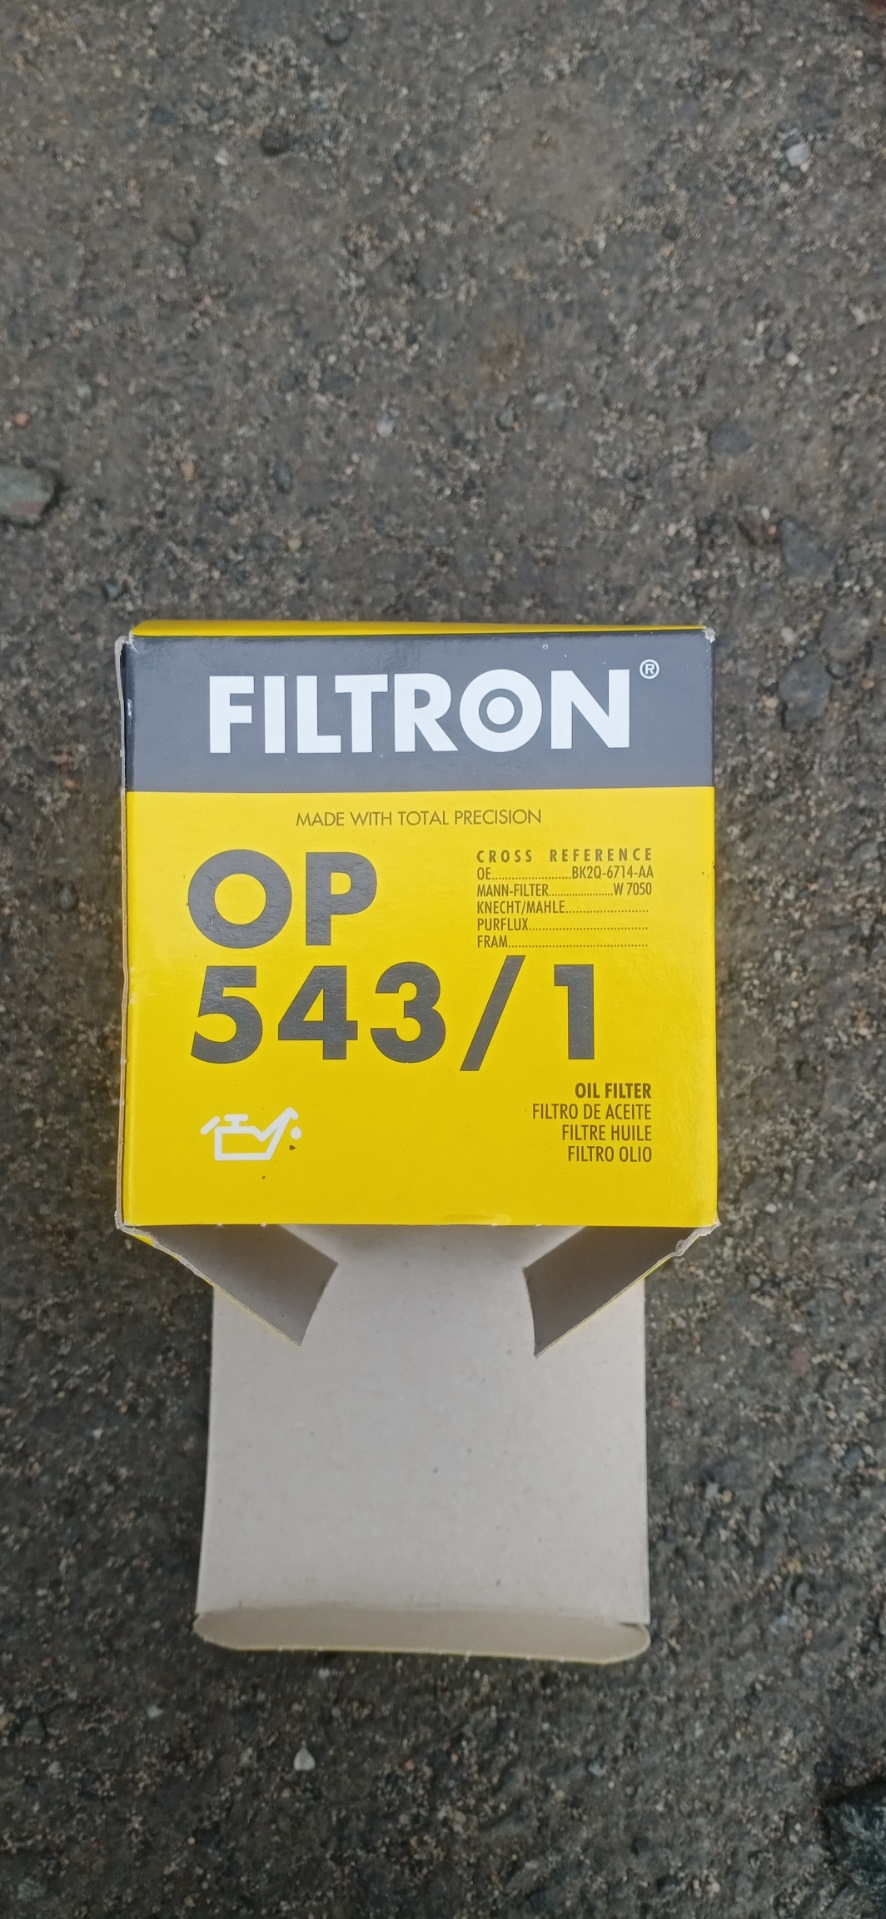 FILTRON®
MADE WITH TOTAL PRECISION
OP
543/1
CROSS REFERENCE
OE......................BK2Q-6714-AA
MANN-FILTER.................W 7050
KNECHT/MAHLE.......................
PURFLUX.................................
FRAM......................................
OIL FILTER
FILTRO DE ACEITE
FILTRE HUILE
FILTRO OLIO